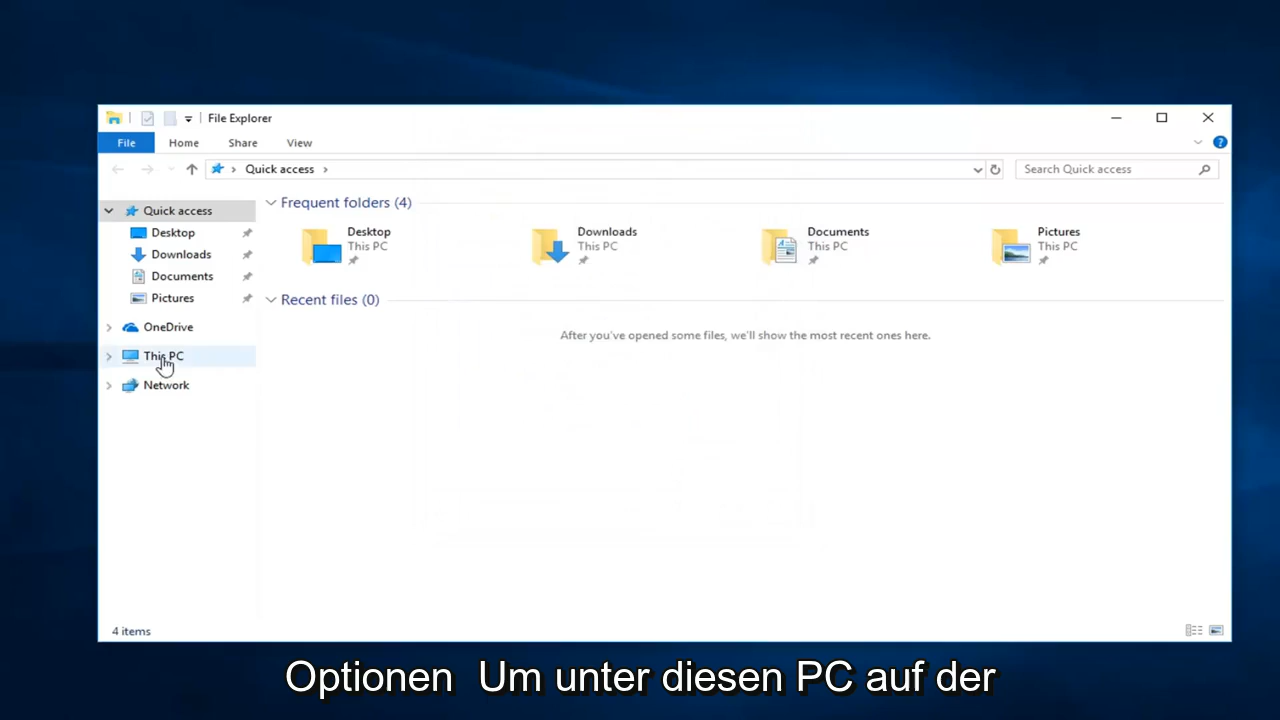 File Explorer
File Home Share View
Quick access
Search Quick access
Quick access
Desktop
Downloads
Documents
Pictures
OneDrive
This PC
Network
Frequent folders (4)
Desktop
This PC
Downloads
This PC
Documents
This PC
Pictures
This PC
Recent files (0)
After you've opened some files, we'll show the most recent ones here.
4 items
Optionen Um unter diesen PC auf der